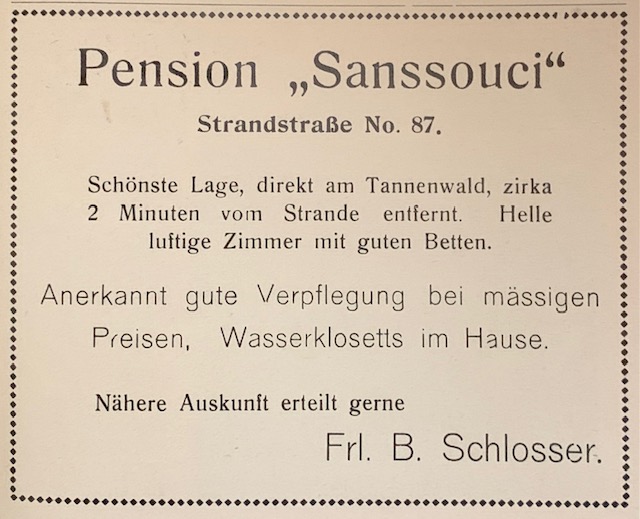 Pension „Sanssouci“
Strandstraße No. 87.
Schönste Lage, direkt am Tannenwald, zirka
2 Minuten vom Strande entfernt. Helle
luftige Zimmer mit guten Betten.
Anerkannt gute Verpflegung bei mässigen
Preisen, Wasserklosetts im Hause.
Nähere Auskunft erteilt gerne
Frl. B. Schlosser.